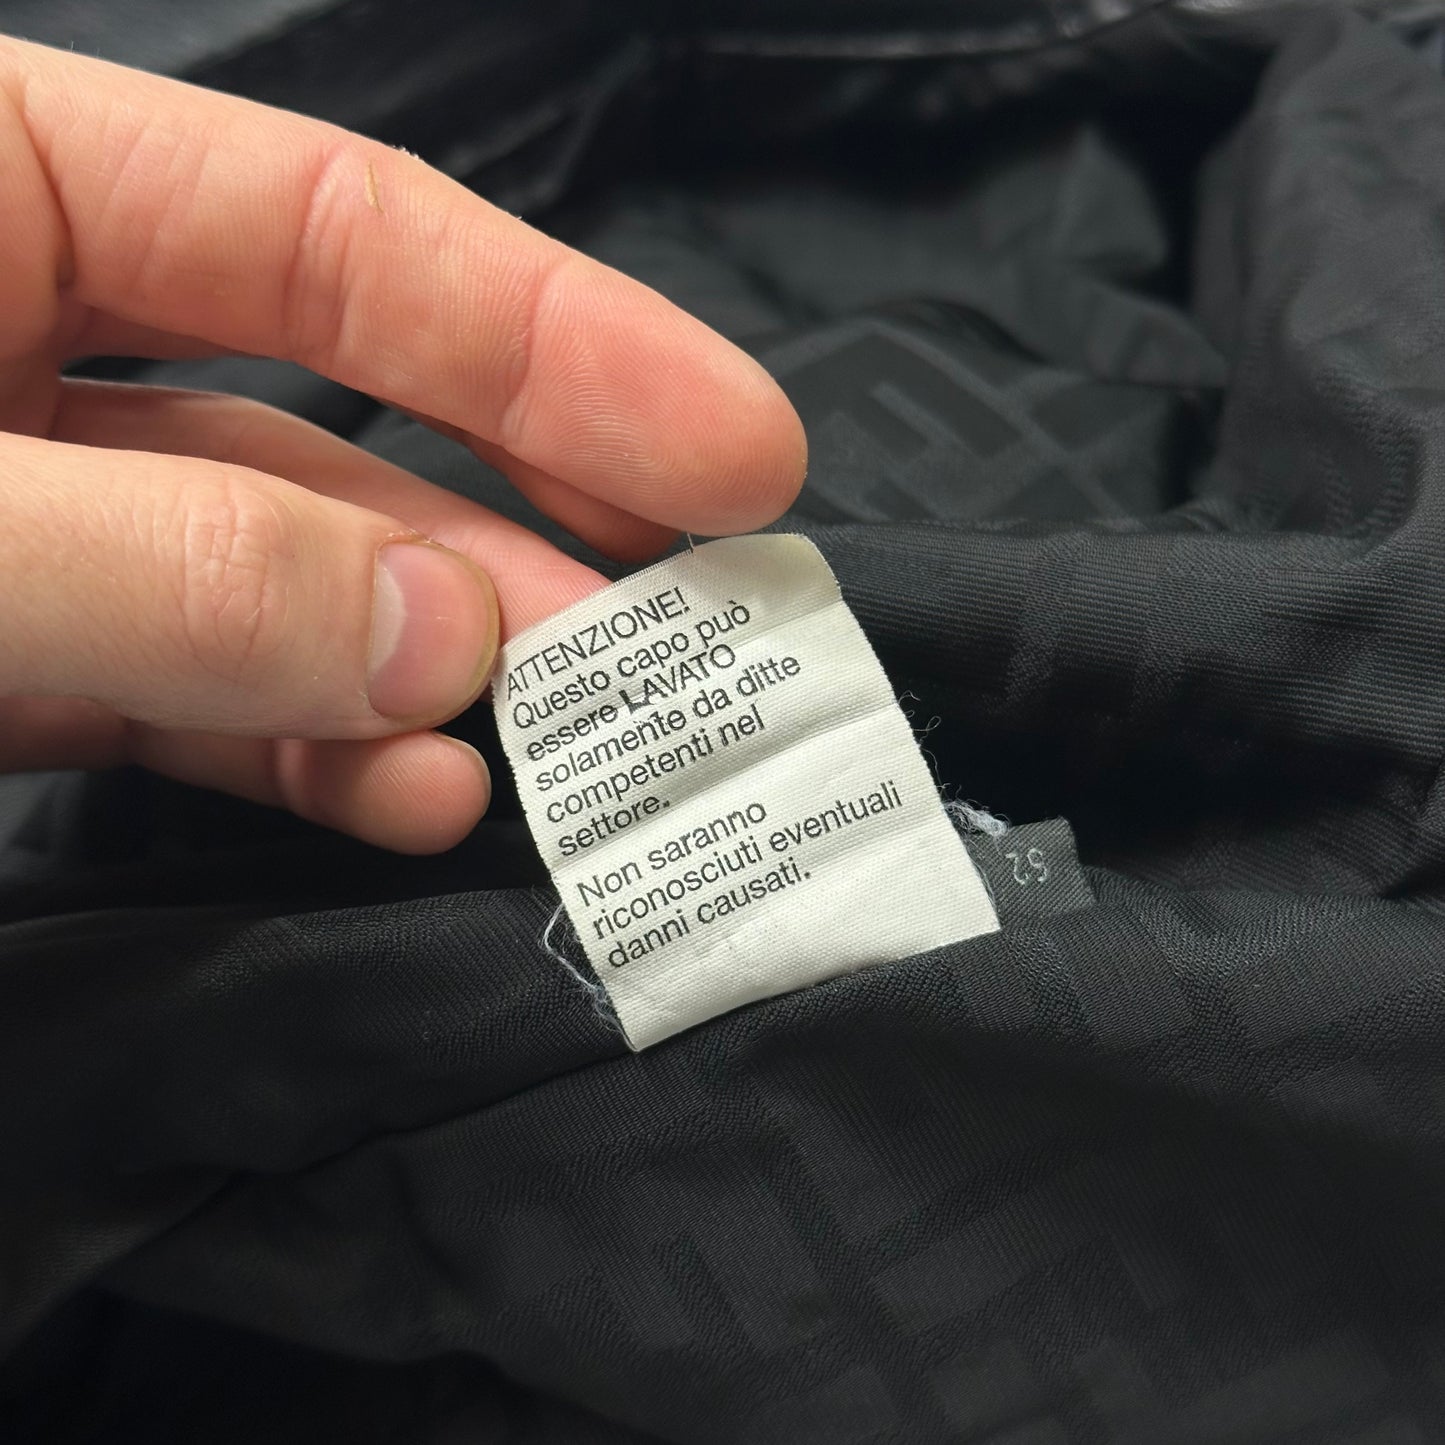 ATTENZIONE!
Questo capo può
essere LAVATO
solamente da ditte
competenti nel
settore.
Non saranno
riconosciuti eventuali
danni causati.
52